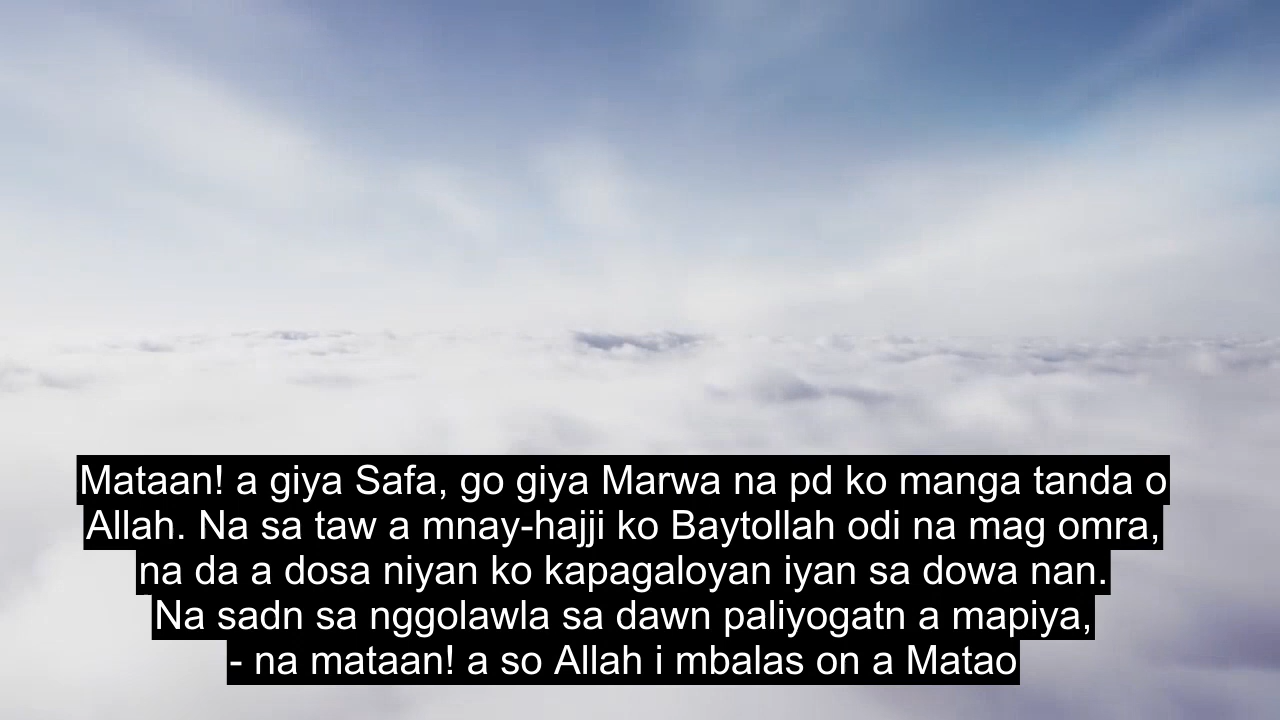 Mataan! a giya Safa, go giya Marwa na pd ko manga tanda o
Allah. Na sa taw a mnay-hajji ko Baytollah odi na mag omra,
na da a dosa niyan ko kapagaloyan iyan sa dowa nan.
Na sadn sa nggolawla sa dawn paliyogatn a mapiya,
- na mataan! a so Allah i mbalas on a Matao